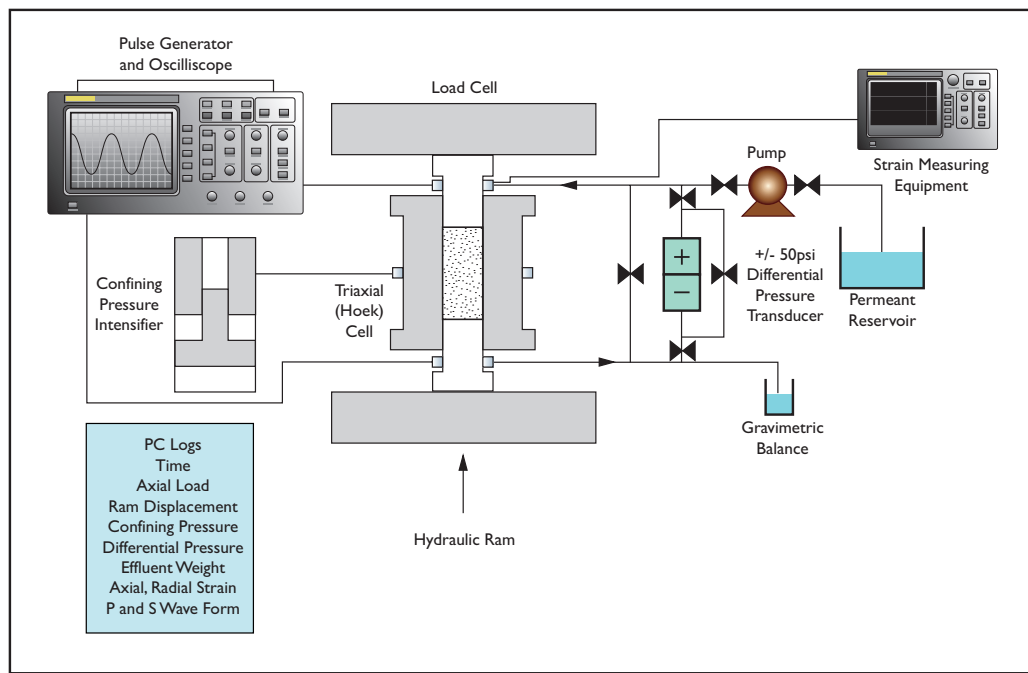 Pulse Generator
and Osciliscope
Load Cell
Pump
Strain Measuring
Equipment
Confining
Pressure
Intensifier
Triaxial
(Hoek)
Cell
+
−
+/- 50psi
Differential
Pressure
Transducer
Permeant
Reservoir
Gravimetric
Balance
Hydraulic Ram
PC Logs
Time
Axial Load
Ram Displacement
Confining Pressure
Differential Pressure
Effluent Weight
Axial, Radial Strain
P and S Wave Form